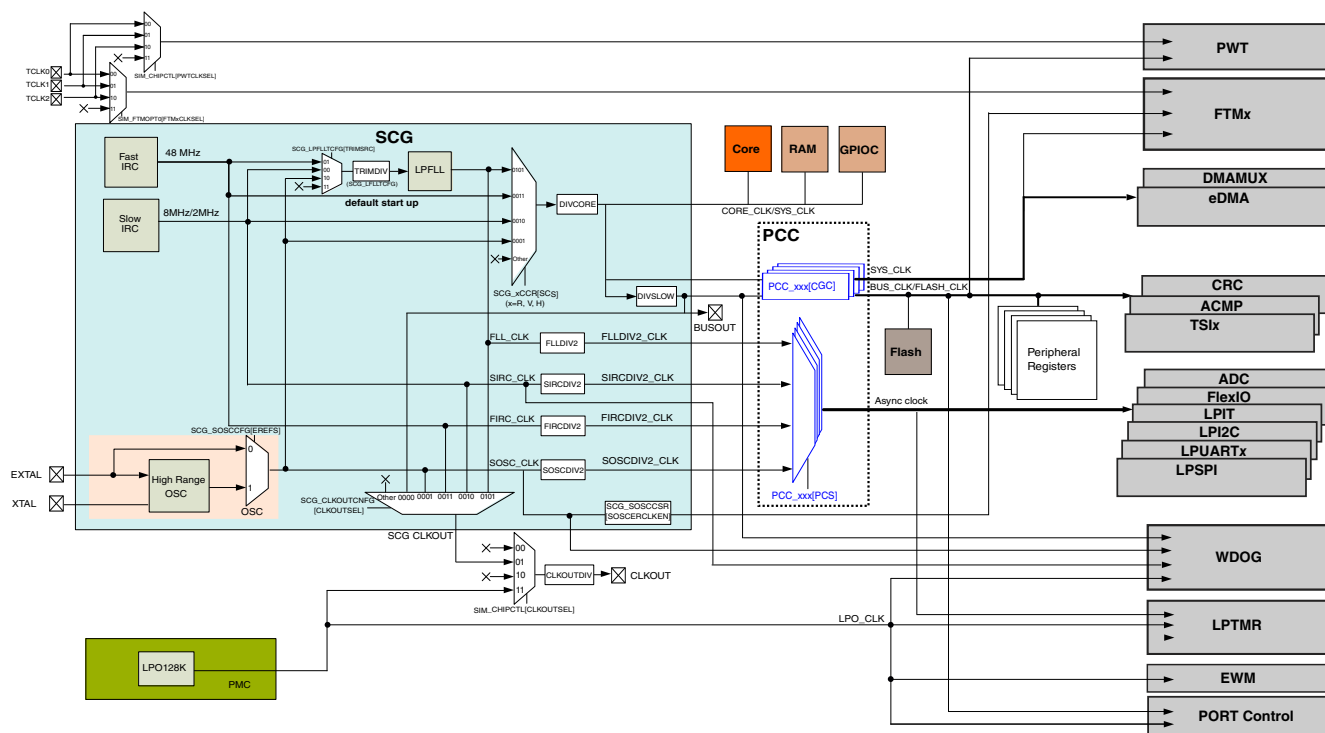 00
01
10
11
SIM_CHIPCTL[PWTCLKSEL]
TCLK0
TCLK1
TCLK2
00
01
10
11
SIM_FTMOPT0[FTMxCLKSEL]
PWT
FTMx
DMAMUX
eDMA
CRC
ACMP
TSIx
ADC
FlexIO
LPIT
LPI2C
LPUARTx
LPSPI
WDOG
LPTMR
EWM
PORT Control
SCG
Fast
IRC
48 MHz
Slow
IRC
8MHz/2MHz
SCG_LPFLLTCFG[TRIMSRC]
01
00
10
11
TRIMDIV
(SCG_LFLLTCFG)
LPFLL
default start up
0101
0011
0010
0001
Other
SCG_xCCR[SCS]
(x=R, V, H)
DIVCORE
DIVSLOW
Core
RAM
GPIOC
CORE_CLK/SYS_CLK
PCC
PCC_xxx[CGC]
SYS_CLK
BUS_CLK/FLASH_CLK
BUSOUT
Flash
Peripheral
Registers
FLL_CLK
FLLDIV2
FLLDIV2_CLK
SIRC_CLK
SIRCDIV2
SIRCDIV2_CLK
FIRC_CLK
FIRCDIV2
FIRCDIV2_CLK
SOSC_CLK
SOSCDIV2
SOSCDIV2_CLK
Async clock
PCC_xxx[PCS]
SCG_SOSCCFG[EREFS]
EXTAL
XTAL
High Range
OSC
0
1
OSC
SCG_CLKOUTCNFG
[CLKOUTSEL]
Other
0000
0001
0011
0010
0101
SCG CLKOUT
SCG_SOSCCSR
[SOSCERCLKEN]
00
01
10
11
SIM_CHIPCTL[CLKOUTSEL]
CLKOUTDIV
CLKOUT
LPO_CLK
LPO128K
PMC